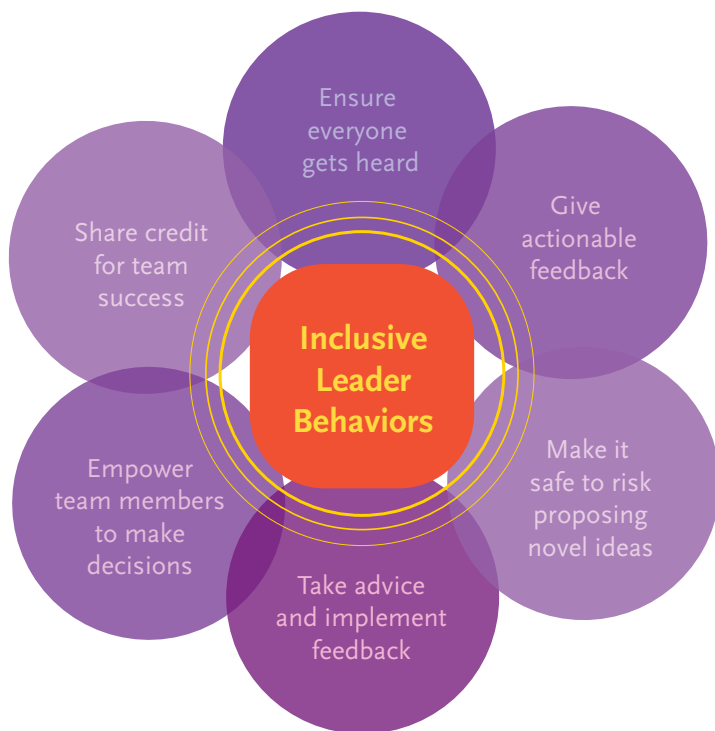 Ensure
everyone
gets heard
Give
actionable
feedback
Make it
safe to risk
proposing
novel ideas
Take advice
and implement
feedback
Empower
team members
to make
decisions
Share credit
for team
success
Inclusive
Leader
Behaviors